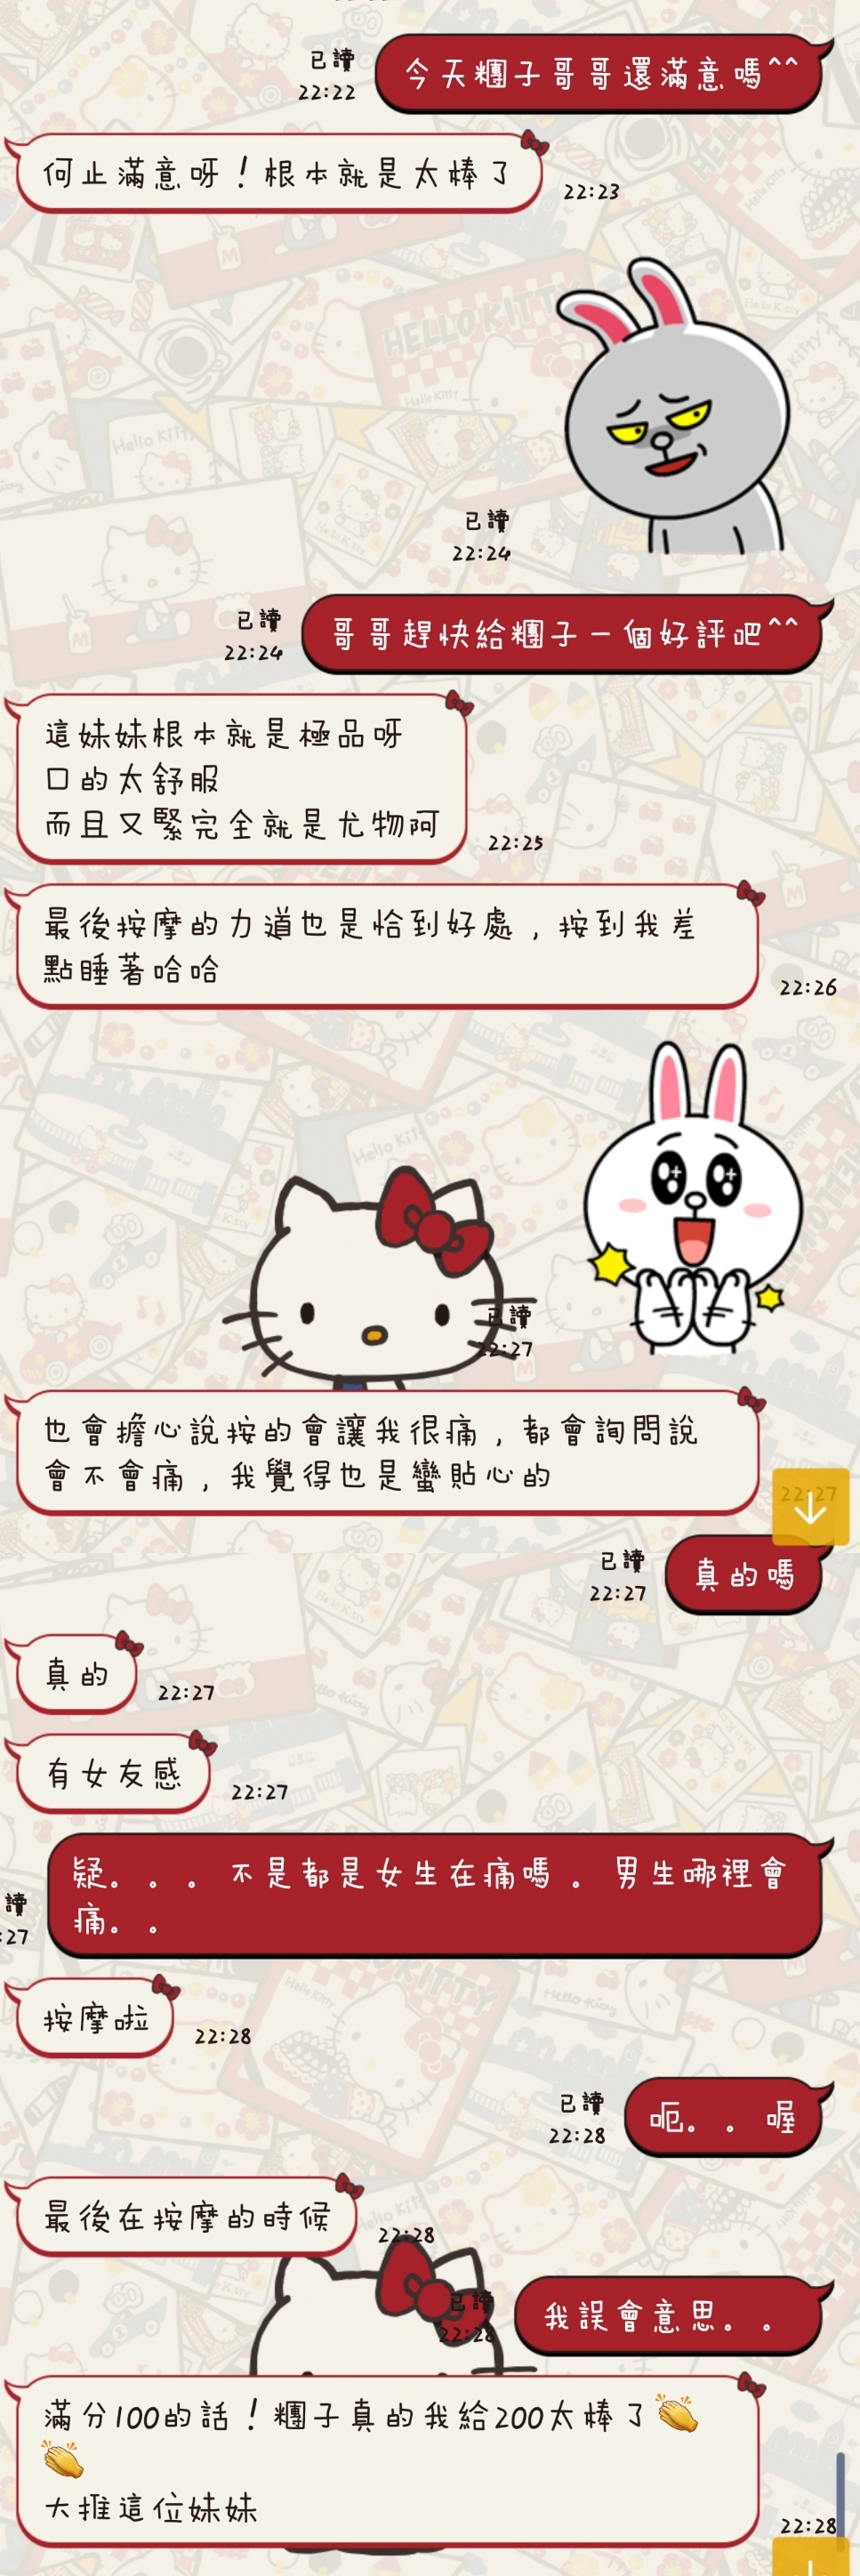 已讀
22:22
今天糰子哥哥還滿意嗎^^
何止滿意呀！根本就是太棒了
22:23
已讀
22:24
已讀
22:24
哥哥趕快給糰子一個好評吧^^
這妹妹根本就是極品呀
口的太舒服
而且又緊完全就是尤物阿
22:25
最後按摩的力道也是恰到好處，按到我差
點睡著哈哈
22:26
已讀
22:27
也會擔心說按的會讓我很痛，都會詢問說
會不會痛，我覺得也是蠻貼心的
22:27
已讀
22:27
真的嗎
真的
22:27
有女友感
22:27
疑。。。不是都是女生在痛嗎。男生哪裡會
痛。。
讀
:27
按摩啦
22:28
已讀
22:28
呃。。喔
最後在按摩的時候
22:28
已讀
22:28
我誤會意思。。
滿分100的話！糰子真的我給200太棒了👏
👏
大推這位妹妹
22:28
HELLO KITTY
Hello Kitty